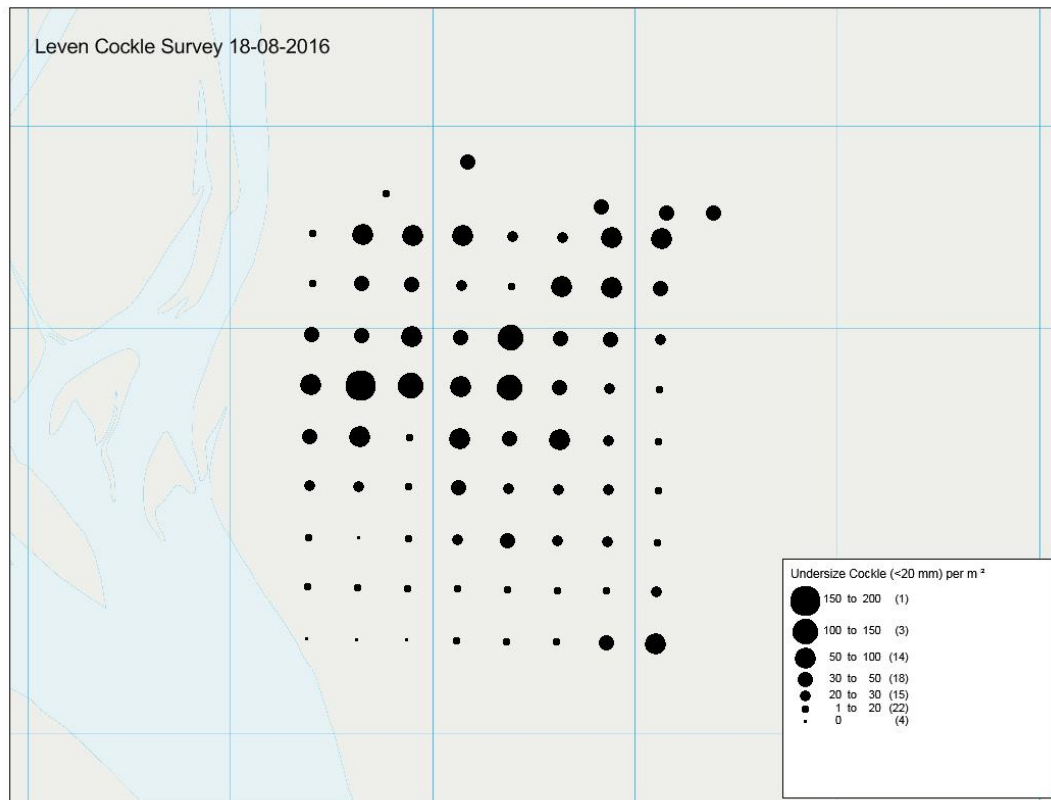 Leven Cockle Survey 18-08-2016
Undersize Cockle (<20 mm) per m ²
150 to 200 (1)
100 to 150 (3)
50 to 100 (14)
30 to 50 (18)
20 to 30 (15)
1 to 20 (22)
0 (4)